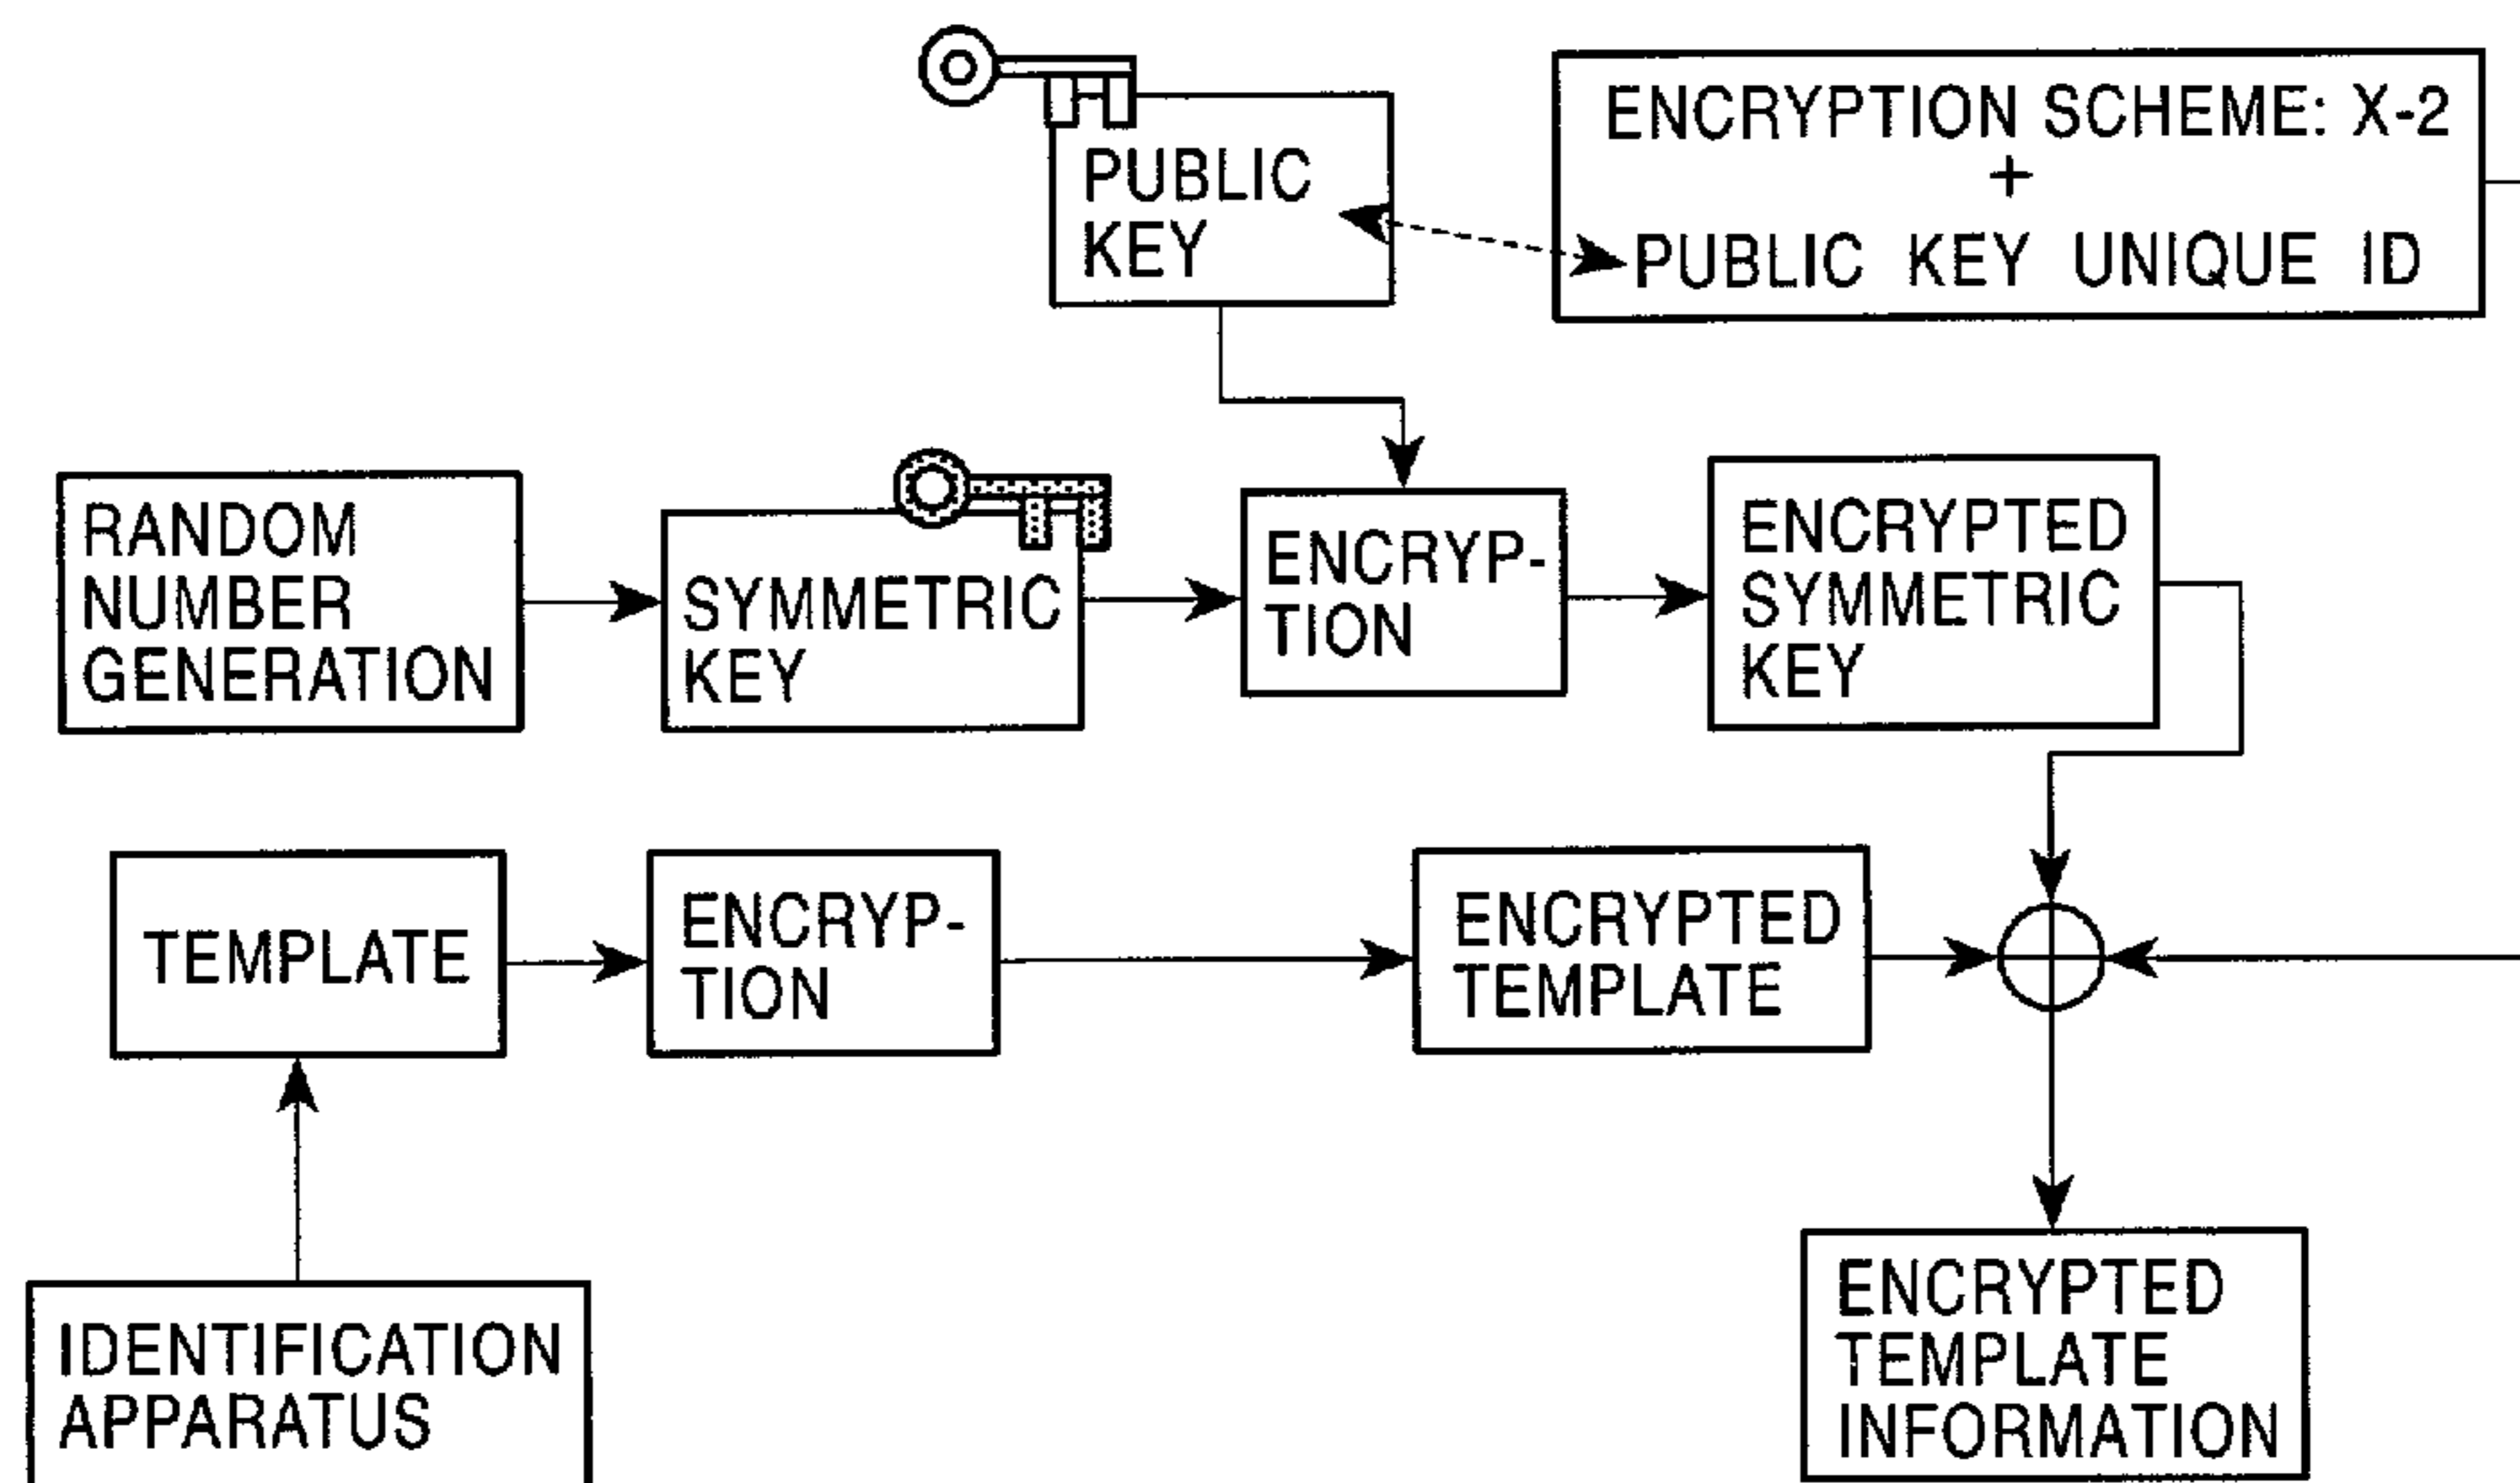 PUBLIC
KEY
ENCRYPTION SCHEME: X-2
+
PUBLIC KEY UNIQUE ID
RANDOM
NUMBER
GENERATION
SYMMETRIC
KEY
ENCRYP-
TION
ENCRYPTED
SYMMETRIC
KEY
TEMPLATE
ENCRYP-
TION
ENCRYPTED
TEMPLATE
IDENTIFICATION
APPARATUS
ENCRYPTED
TEMPLATE
INFORMATION